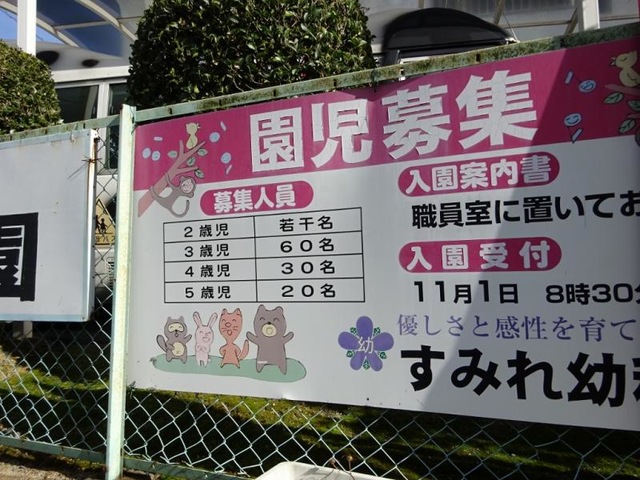 園児募集
募集人員
2歳児 若干名
3歳児 60名
4歳児 30名
5歳児 20名
入園案内書
職員室に置いてお
入園受付
11月1日 8時30分
優しさと感性を育て
幼
すみれ幼稚
園